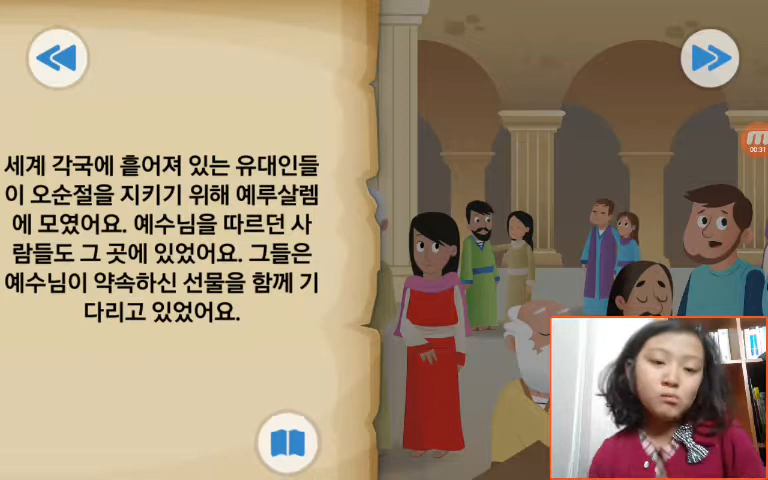 세계 각국에 흩어져 있는 유대인들
이 오순절을 지키기 위해 예루살렘
에 모였어요. 예수님을 따르던 사
람들도 그 곳에 있었어요. 그들은
예수님이 약속하신 선물을 함께 기
다리고 있었어요.
00:31